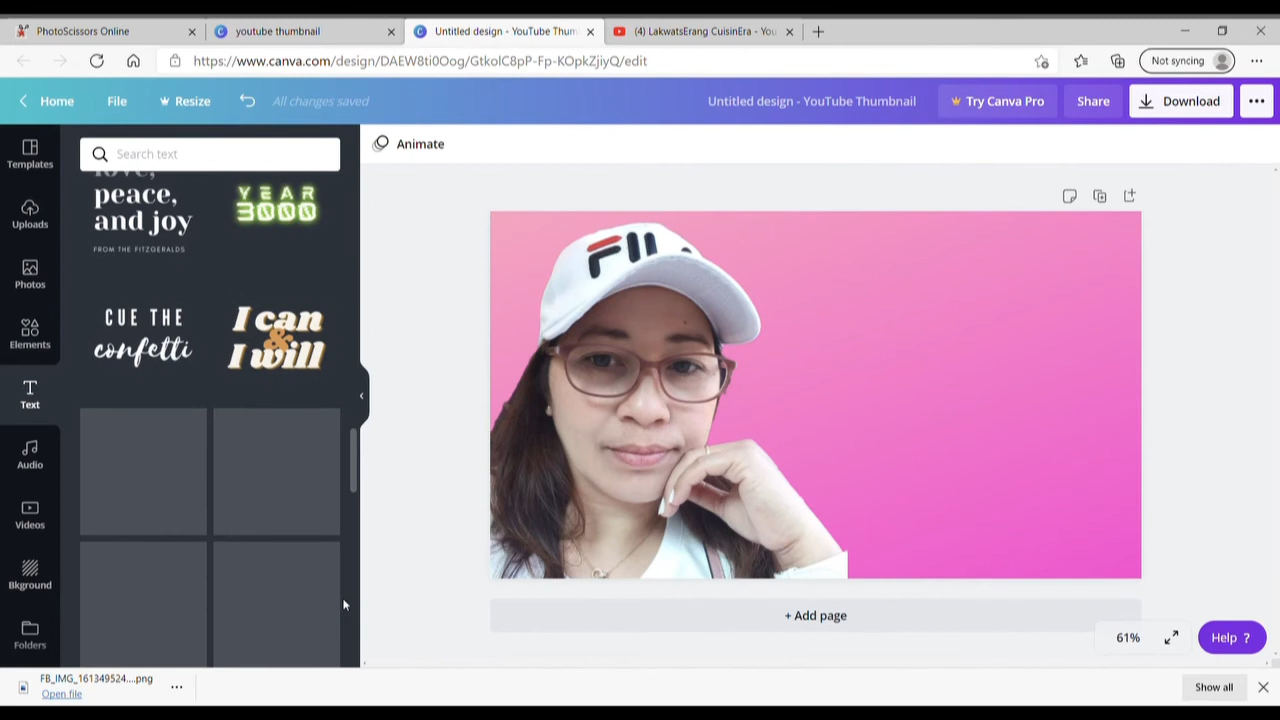 PhotoScissors Online
youtube thumbnail
Untitled design - YouTube Thum
(4) LakwatsErang CuisinEra - You
https://www.canva.com/design/DAEW8ti0Oog/GtkolC8pP-Fp-KOpkZjiyQ/edit
Not syncing
Home
File
Resize
All changes saved
Untitled design - YouTube Thumbnail
Try Canva Pro
Share
Download
Templates
Uploads
Photos
Elements
Text
Audio
Videos
Bkground
Folders
Search text
love,
peace,
and joy
FROM THE FITZGERALDS
YEAR
3000
CUE THE
confetti
I can
&
I will
Animate
FIL
+ Add page
61%
Help ?
FB_IMG_161349524....png
Open file
Show all